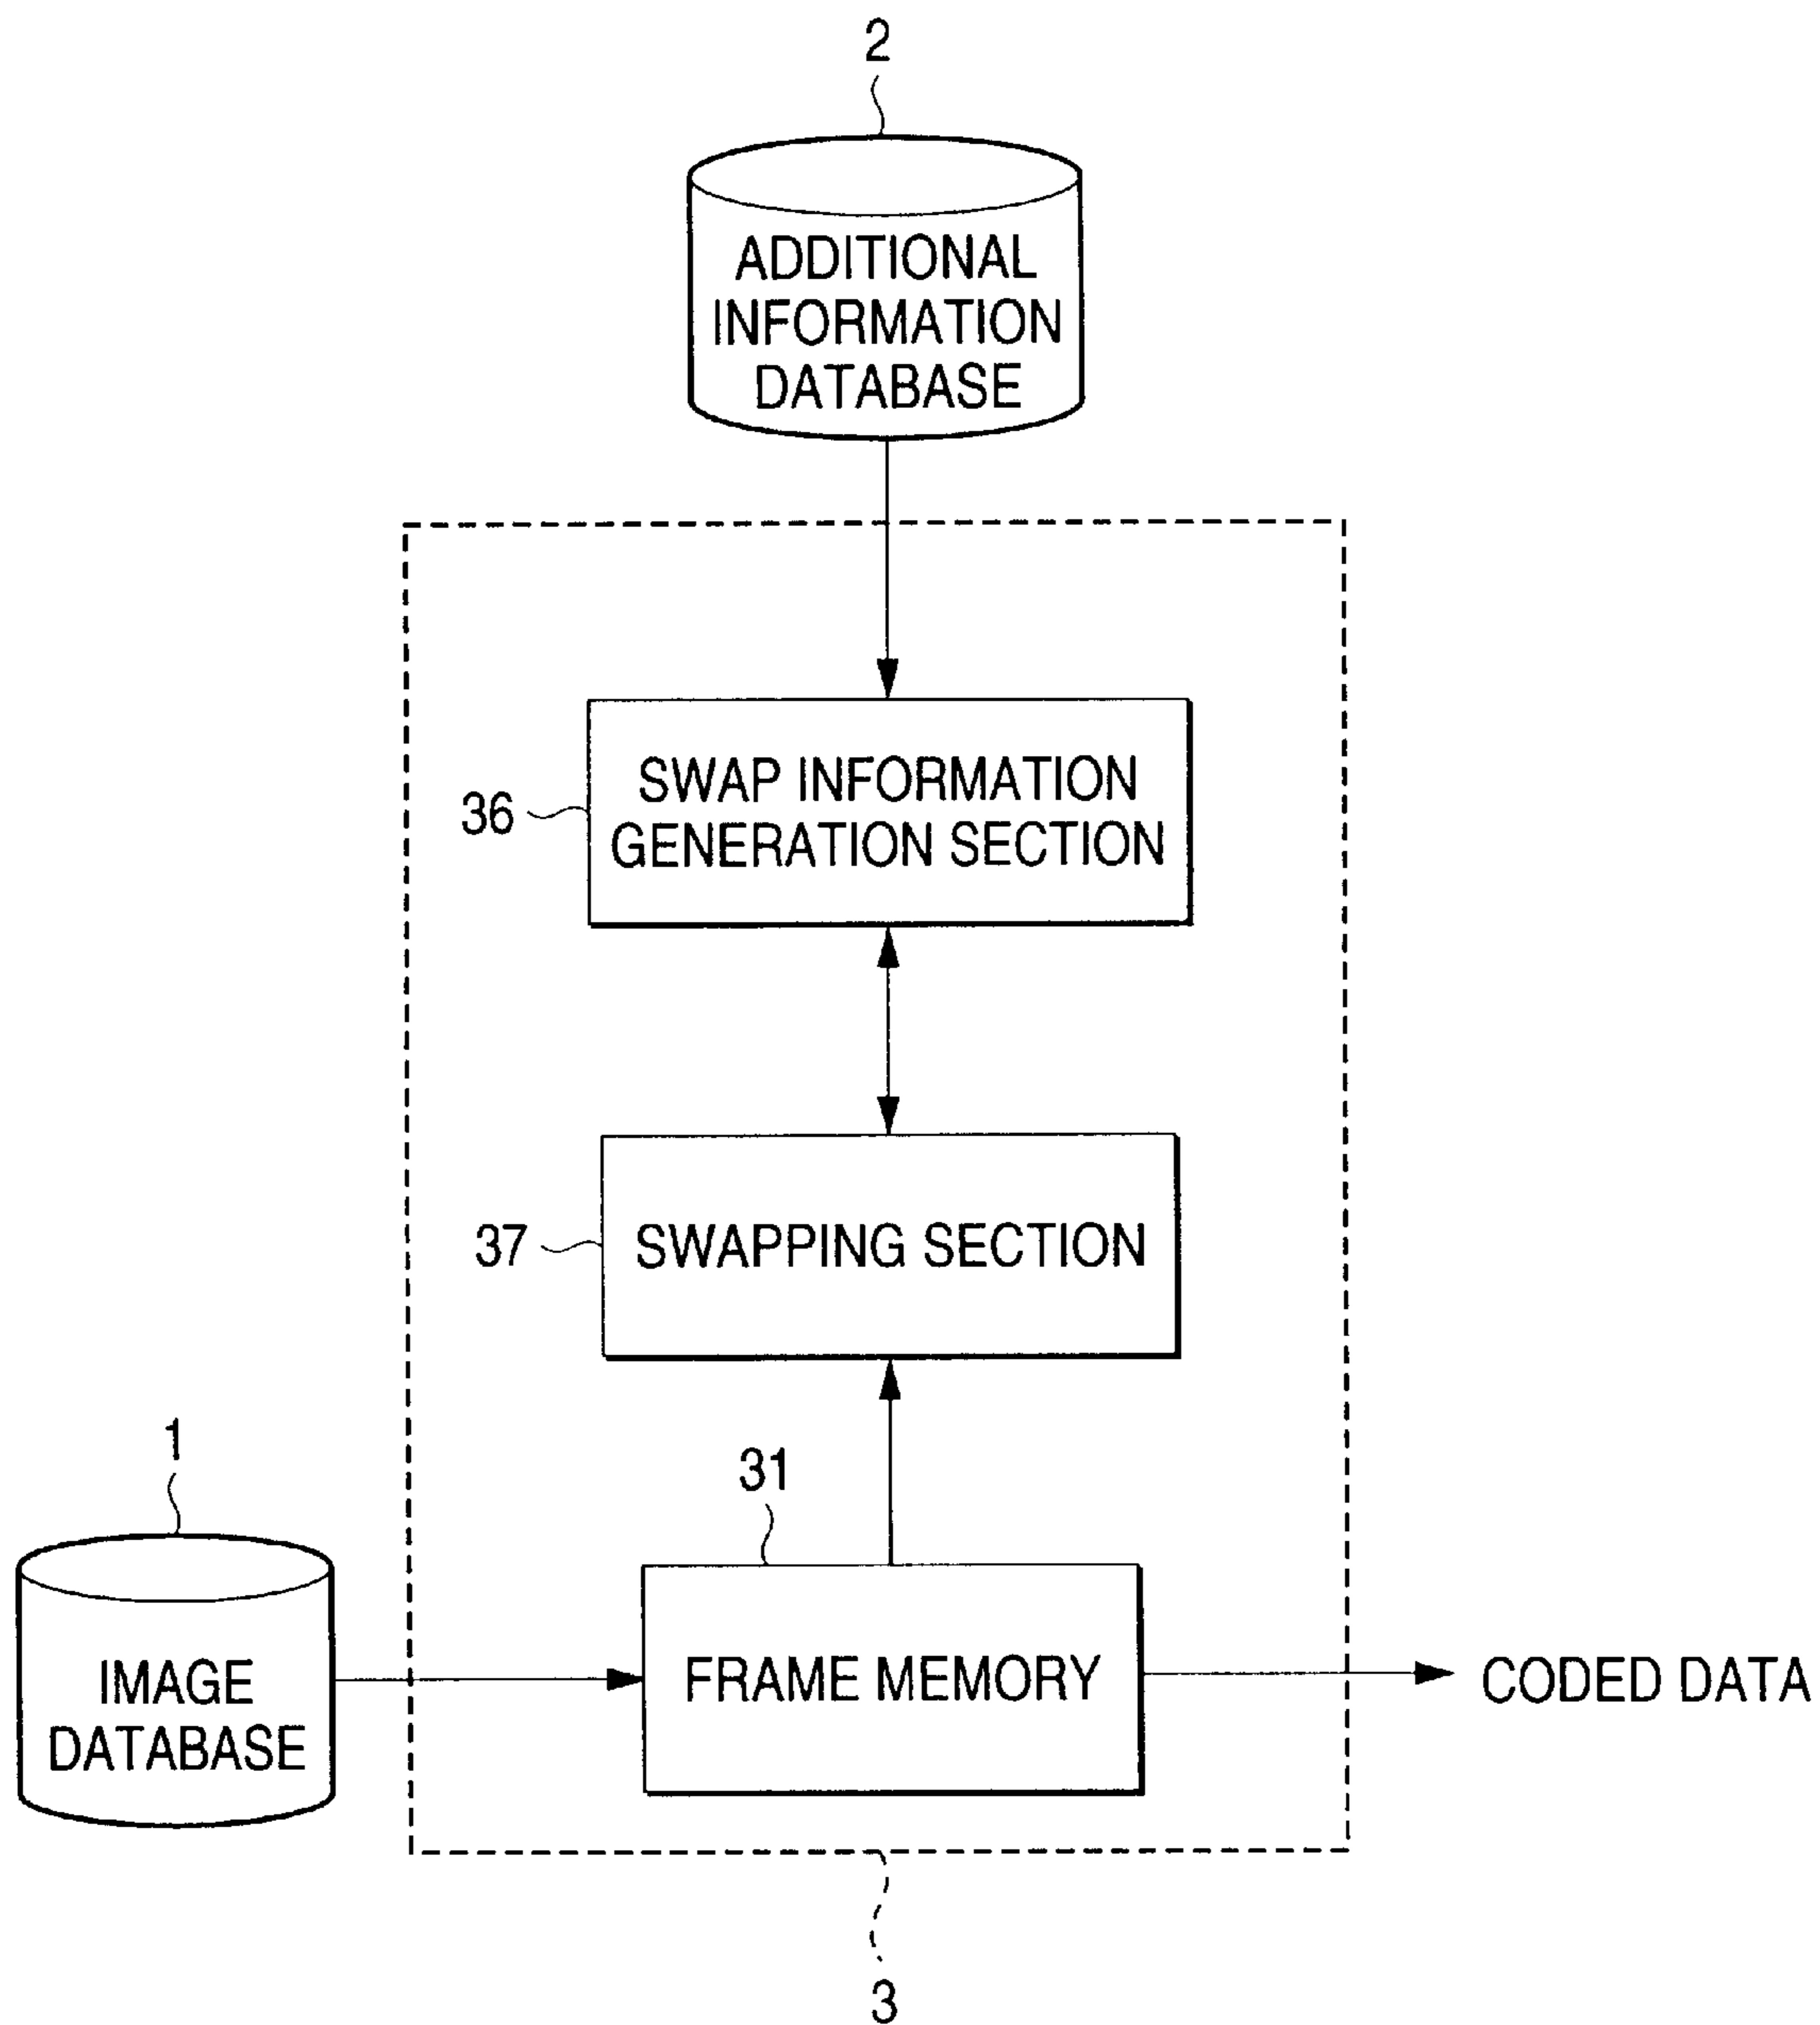 2
ADDITIONAL
INFORMATION
DATABASE
36
SWAP INFORMATION
GENERATION SECTION
37
SWAPPING SECTION
1
31
IMAGE
DATABASE
FRAME MEMORY
CODED DATA
3